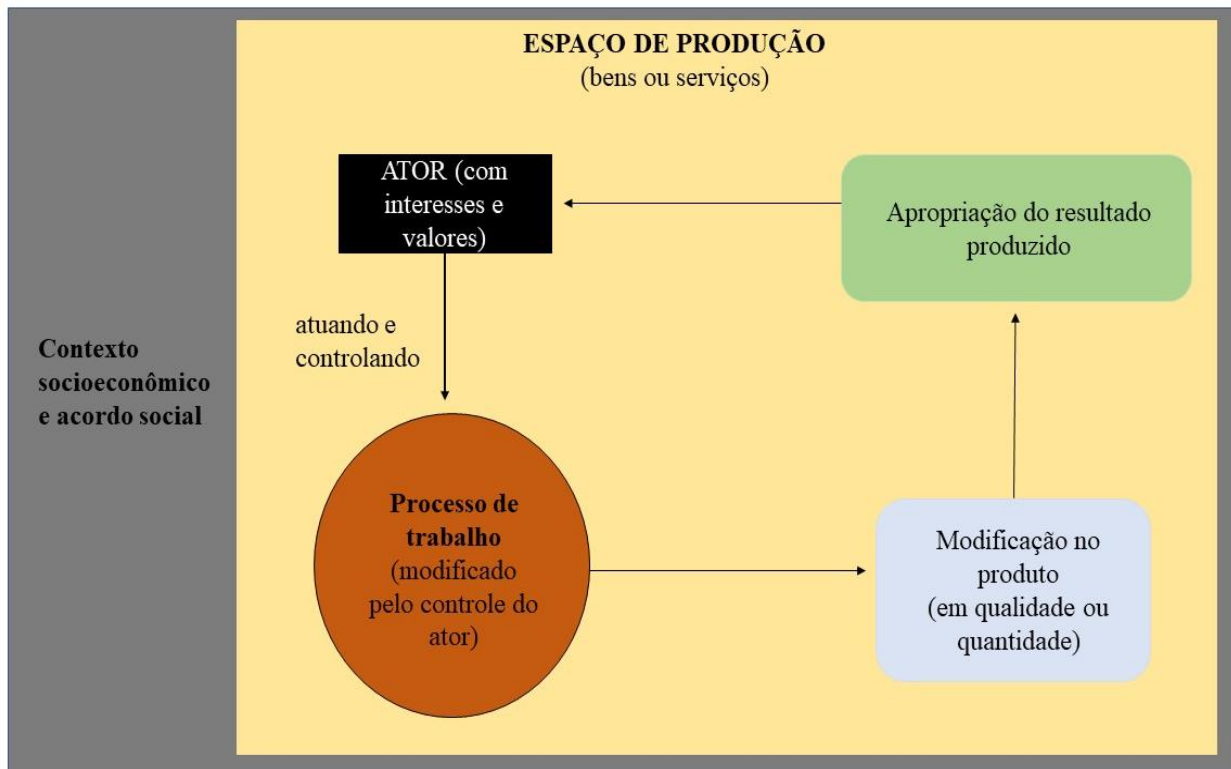 ESPAÇO DE PRODUÇÃO
(bens ou serviços)
ATOR (com
interesses e
valores)
Apropriação do resultado
produzido
atuando e
controlando
Contexto
socioeconômico
e acordo social
Processo de
trabalho
(modificado
pelo controle do
ator)
Modificação no
produto
(em qualidade ou
quantidade)